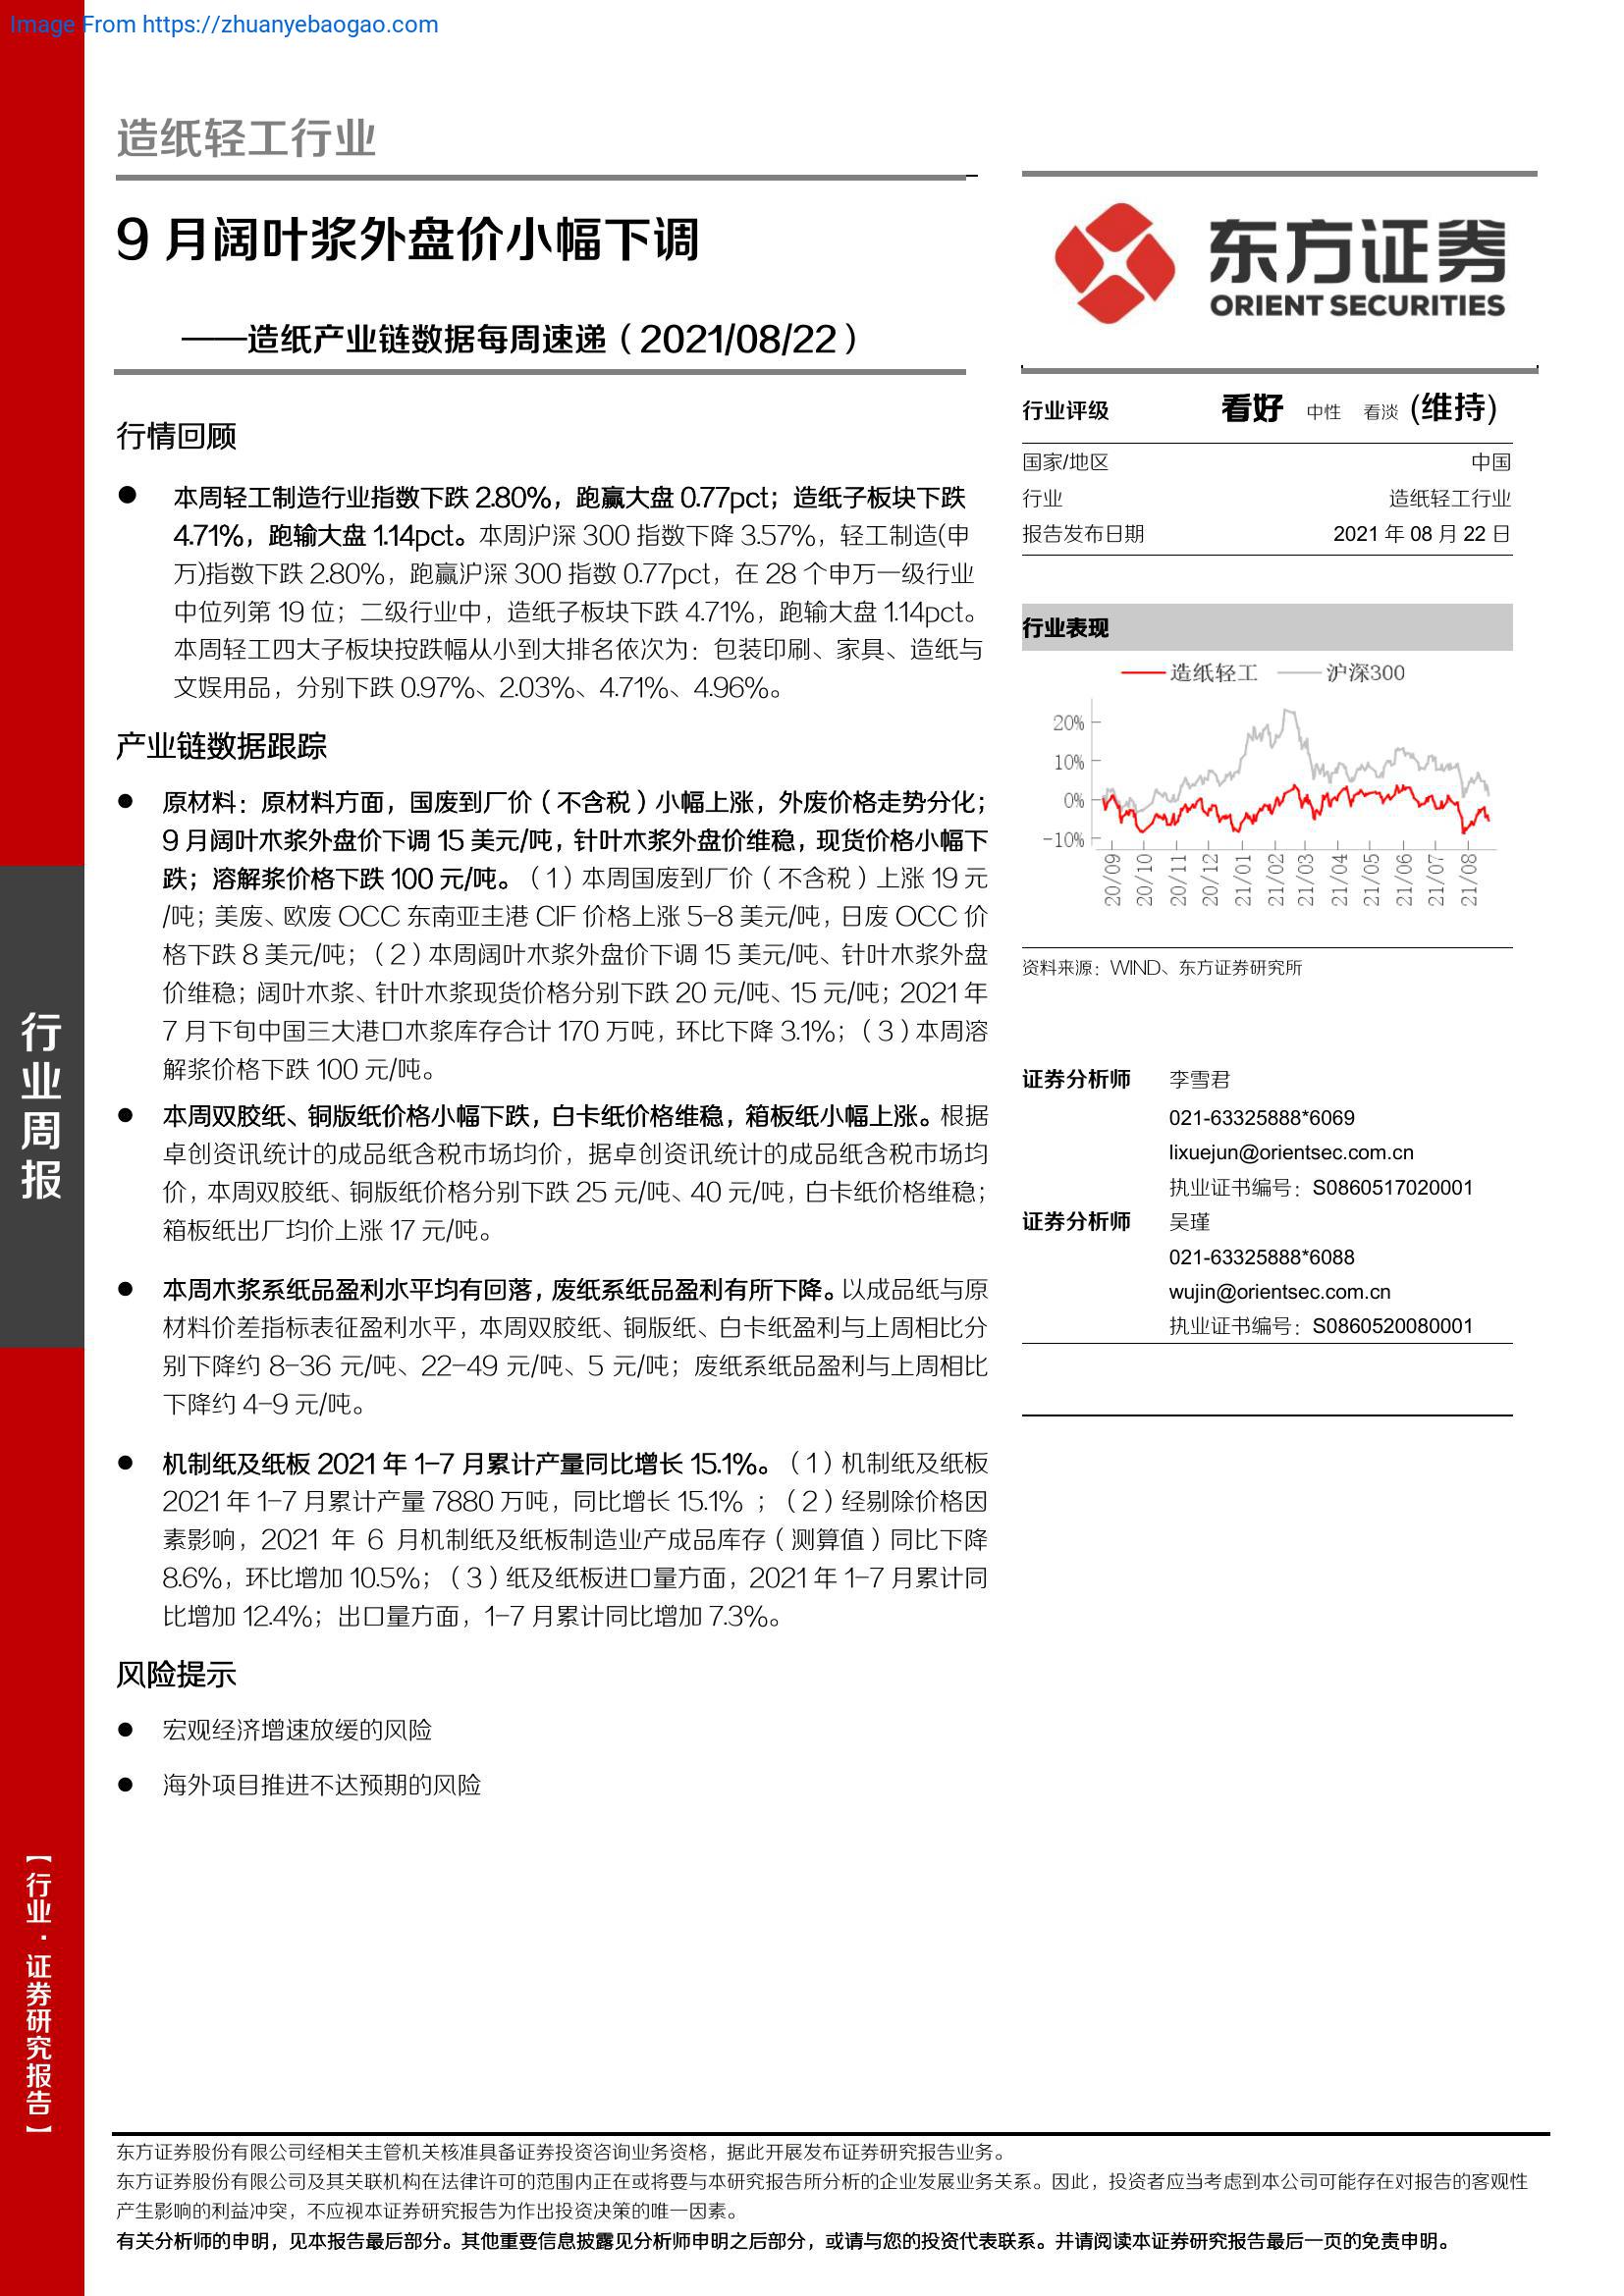 Image From https://zhuanyebaogao.com
造纸轻工行业
9 月阔叶浆外盘价小幅下调
——造纸产业链数据每周速递（2021/08/22）
行情回顾
● 本周轻工制造行业指数下跌 2.80%，跑赢大盘 0.77pct；造纸子板块下跌
4.71%，跑输大盘 1.14pct。本周沪深 300 指数下降 3.57%，轻工制造(申
万)指数下跌 2.80%，跑赢沪深 300 指数 0.77pct，在 28 个申万一级行业
中位列第 19 位；二级行业中，造纸子板块下跌 4.71%，跑输大盘 1.14pct。
本周轻工四大子板块按跌幅从小到大排名依次为：包装印刷、家具、造纸与
文娱用品，分别下跌 0.97%、2.03%、4.71%、4.96%。
产业链数据跟踪
● 原材料：原材料方面，国废到厂价（不含税）小幅上涨，外废价格走势分化；
9 月阔叶木浆外盘价下调 15 美元/吨，针叶木浆外盘价维稳，现货价格小幅下
跌；溶解浆价格下跌 100 元/吨。（1）本周国废到厂价（不含税）上涨 19 元
/吨；美废、欧废 OCC 东南亚主港 CIF 价格上涨 5-8 美元/吨，日废 OCC 价
格下跌 8 美元/吨；（2）本周阔叶木浆外盘价下调 15 美元/吨、针叶木浆外盘
价维稳；阔叶木浆、针叶木浆现货价格分别下跌 20 元/吨、15 元/吨；2021 年
7 月下旬中国三大港口木浆库存合计 170 万吨，环比下降 3.1%；（3）本周溶
解浆价格下跌 100 元/吨。
● 本周双胶纸、铜版纸价格小幅下跌，白卡纸价格维稳，箱板纸小幅上涨。根据
卓创资讯统计的成品纸含税市场均价，据卓创资讯统计的成品纸含税市场均
价，本周双胶纸、铜版纸价格分别下跌 25 元/吨、40 元/吨，白卡纸价格维稳；
箱板纸出厂均价上涨 17 元/吨。
● 本周木浆系纸品盈利水平均有回落，废纸系纸品盈利有所下降。以成品纸与原
材料价差指标表征盈利水平，本周双胶纸、铜版纸、白卡纸盈利与上周相比分
别下降约 8-36 元/吨、22-49 元/吨、5 元/吨；废纸系纸品盈利与上周相比
下降约 4-9 元/吨。
● 机制纸及纸板 2021 年 1-7 月累计产量同比增长 15.1%。（1）机制纸及纸板
2021 年 1-7 月累计产量 7880 万吨，同比增长 15.1% ；（2）经剔除价格因
素影响，2021 年 6 月机制纸及纸板制造业产成品库存（测算值）同比下降
8.6%，环比增加 10.5%；（3）纸及纸板进口量方面，2021 年 1-7 月累计同
比增加 12.4%；出口量方面，1-7 月累计同比增加 7.3%。
风险提示
● 宏观经济增速放缓的风险
● 海外项目推进不达预期的风险
东方证券
ORIENT SECURITIES
行业评级 看好 中性 看淡 (维持)
国家/地区 中国
行业 造纸轻工行业
报告发布日期 2021 年 08 月 22 日
行业表现
造纸轻工 沪深300
20%
10%
0%
-10%
20/09 20/10 20/11 20/12 21/01 21/02 21/03 21/04 21/05 21/06 21/07 21/08
资料来源：WIND、东方证券研究所
证券分析师 李雪君
021-63325888*6069
lixuejun@orientsec.com.cn
执业证书编号：S0860517020001
证券分析师 吴瑾
021-63325888*6088
wujin@orientsec.com.cn
执业证书编号：S0860520080001
行业周报
【行业·证券研究报告】
东方证券股份有限公司经相关主管机关核准具备证券投资咨询业务资格，据此开展发布证券研究报告业务。
东方证券股份有限公司及其关联机构在法律许可的范围内正在或将要与本研究报告所分析的企业发展业务关系。因此，投资者应当考虑到本公司可能存在对报告的客观性
产生影响的利益冲突，不应视本证券研究报告为作出投资决策的唯一因素。
有关分析师的申明，见本报告最后部分。其他重要信息披露见分析师申明之后部分，或请与您的投资代表联系。并请阅读本证券研究报告最后一页的免责申明。